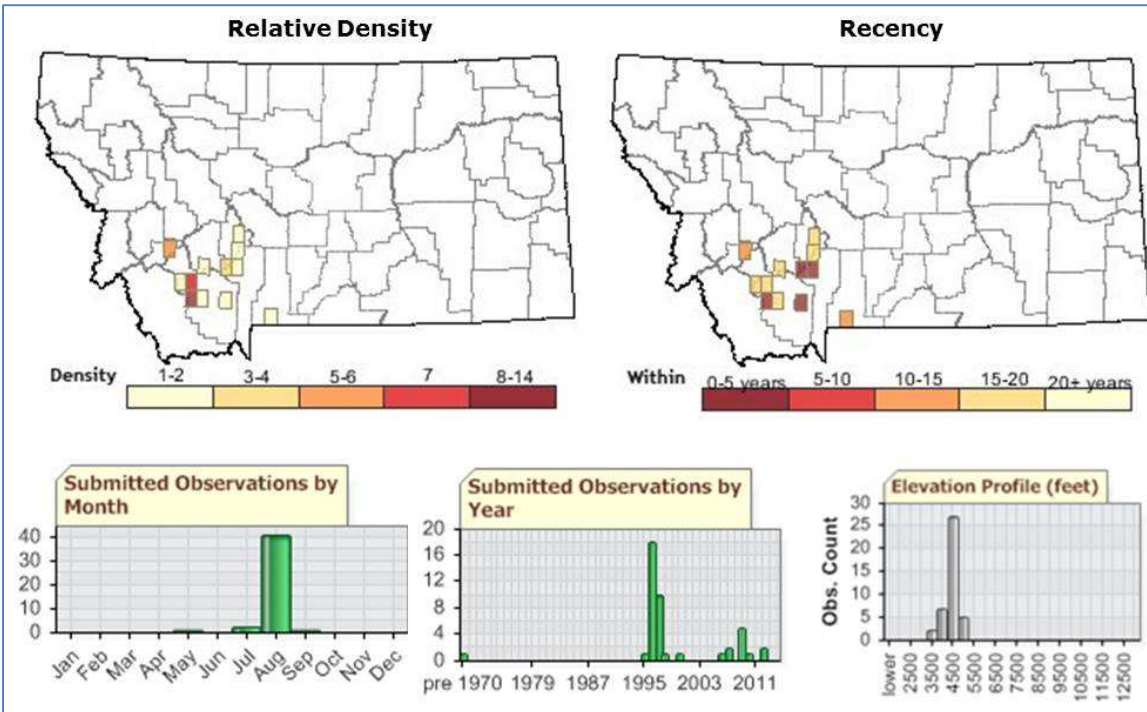 Relative Density
Recency
Density
1-2 3-4 5-6 7 8-14
Within
0-5 years 5-10 10-15 15-20 20+ years
Submitted Observations by
Month
40
30
20
10
0
Jan Feb Mar Apr May Jun Jul Aug Sep Oct Nov Dec
Submitted Observations by
Year
20
16
12
8
4
0
pre 1970 1979 1987 1995 2003 2011
Elevation Profile (feet)
Obs. Count
30
25
20
15
10
5
0
lower 2500 3500 4500 5500 6500 7500 8500 9500 10500 11500 12500